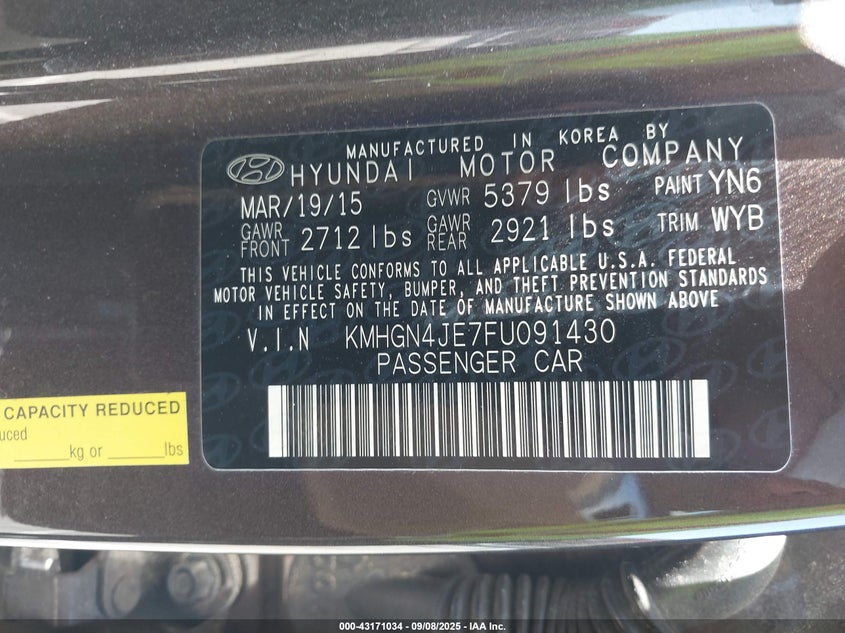 MANUFACTURED IN KOREA BY
HYUNDAI MOTOR COMPANY
MAR/19/15 GVWR 5379 lbs PAINT YN6
GAWR FRONT 2712 lbs GAWR REAR 2921 lbs TRIM WYB
THIS VEHICLE CONFORMS TO ALL APPLICABLE U.S.A. FEDERAL
MOTOR VEHICLE SAFETY, BUMPER, AND THEFT PREVENTION STANDARDS
IN EFFECT ON THE DATE OF MANUFACTURE SHOWN ABOVE
V.I.N KMHGN4JE7FU091430
PASSENGER CAR
CAPACITY REDUCED
uced
____kg or ______lbs
000-43171034 - 09/08/2025 - IAA Inc.